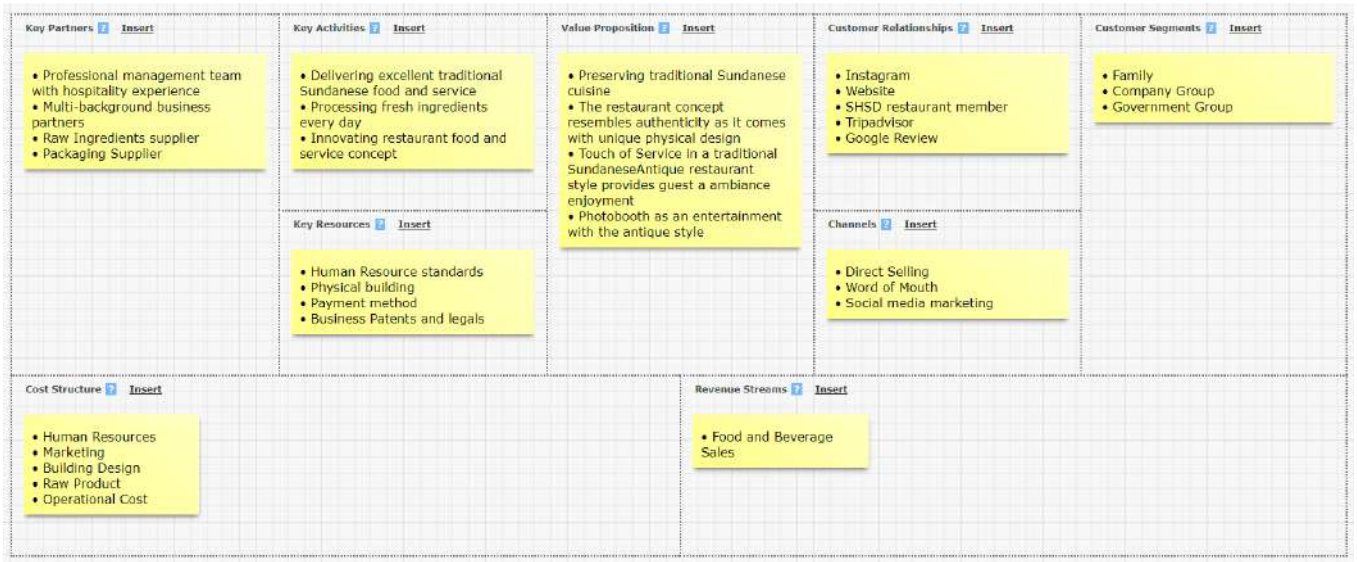 Key Partners ? Insert
• Professional management team
with hospitality experience
• Multi-background business
partners
• Raw Ingredients supplier
• Packaging Supplier
Key Activities ? Insert
• Delivering excellent traditional
Sundanese food and service
• Processing fresh ingredients
every day
• Innovating restaurant food and
service concept
Key Resources ? Insert
• Human Resource standards
• Physical building
• Payment method
• Business Patents and legals
Value Proposition ? Insert
• Preserving traditional Sundanese
cuisine
• The restaurant concept
resembles authenticity as it comes
with unique physical design
• Touch of Service in a traditional
SundaneseAntique restaurant
style provides guest a ambiance
enjoyment
• Photobooth as an entertainment
with the antique style
Customer Relationships ? Insert
• Instagram
• Website
• SHSD restaurant member
• Tripadvisor
• Google Review
Channels ? Insert
• Direct Selling
• Word of Mouth
• Social media marketing
Customer Segments ? Insert
• Family
• Company Group
• Government Group
Cost Structure ? Insert
• Human Resources
• Marketing
• Building Design
• Raw Product
• Operational Cost
Revenue Streams ? Insert
• Food and Beverage
Sales